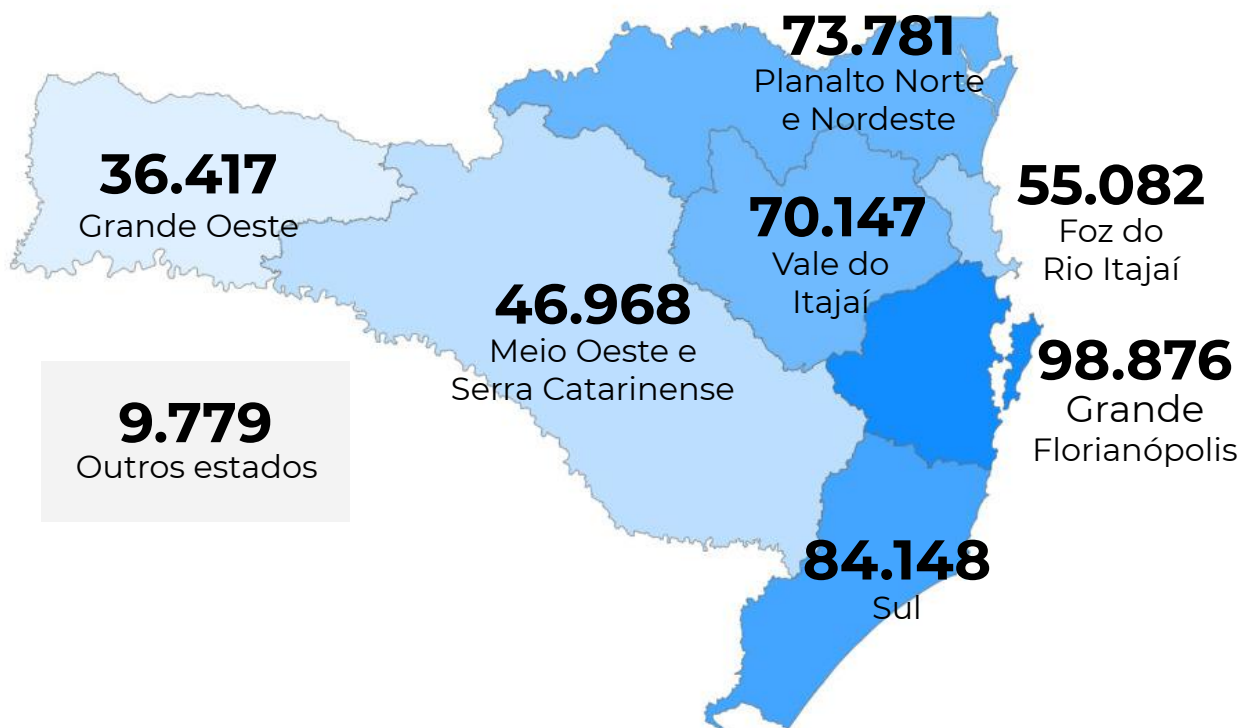 73.781
Planalto Norte
e Nordeste
36.417
Grande Oeste
55.082
Foz do
Rio Itajaí
70.147
Vale do
Itajaí
46.968
Meio Oeste e
Serra Catarinense
98.876
Grande
Florianópolis
9.779
Outros estados
84.148
Sul